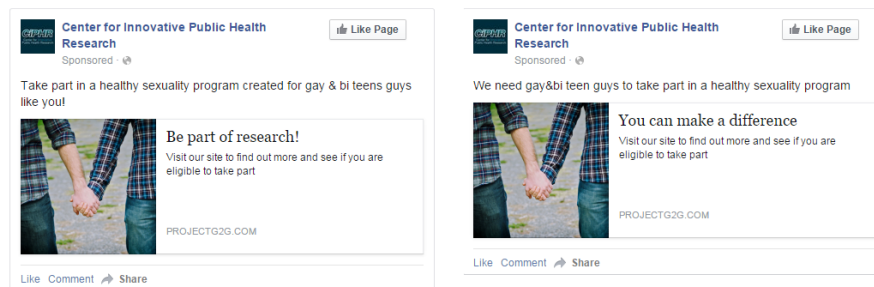 CiPHR
Center for Innovative Public Health
Research
Like Page
Sponsored ·
Take part in a healthy sexuality program created for gay & bi teens guys
like you!
Be part of research!
Visit our site to find out more and see if you are
eligible to take part
PROJECTG2G.COM
Like Comment Share
CiPHR
Center for Innovative Public Health
Research
Like Page
Sponsored ·
We need gay&bi teen guys to take part in a healthy sexuality program
You can make a difference
Visit our site to find out more and see if you are
eligible to take part
PROJECTG2G.COM
Like Comment Share